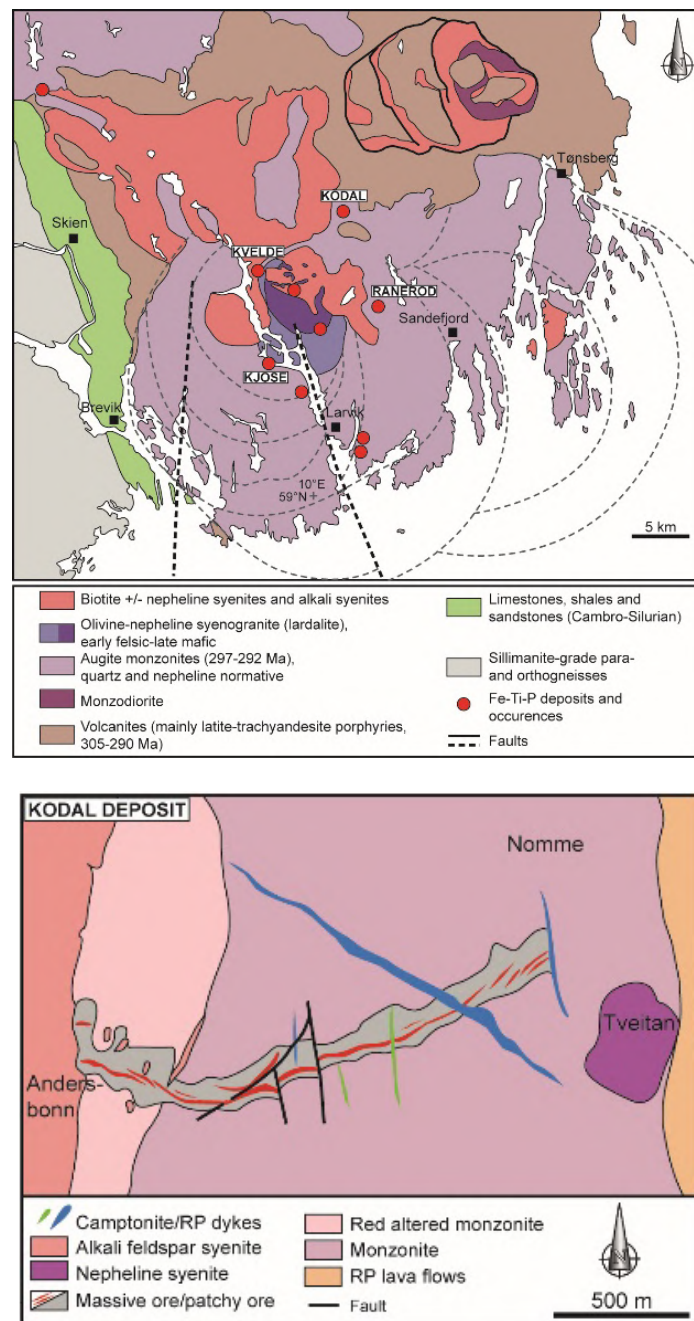 Tønsberg
Skien
KODAL
KVELDE
RANEROD
Sandefjord
KJOSE
Brevik
Larvik
10°E
59°N
5 km
Biotite +/- nepheline syenites and alkali syenites
Olivine-nepheline syenogranite (lardalite),
early felsic-late mafic
Augite monzonites (297-292 Ma),
quartz and nepheline normative
Monzodiorite
Volcanites (mainly latite-trachyandesite porphyries,
305-290 Ma)
Limestones, shales and
sandstones (Cambro-Silurian)
Sillimanite-grade para-
and orthogneisses
Fe-Ti-P deposits and
occurences
Faults
KODAL DEPOSIT
Nomme
Tveitan
Anders-
bonn
Camptonite/RP dykes
Alkali feldspar syenite
Nepheline syenite
Massive ore/patchy ore
Red altered monzonite
Monzonite
RP lava flows
Fault
500 m